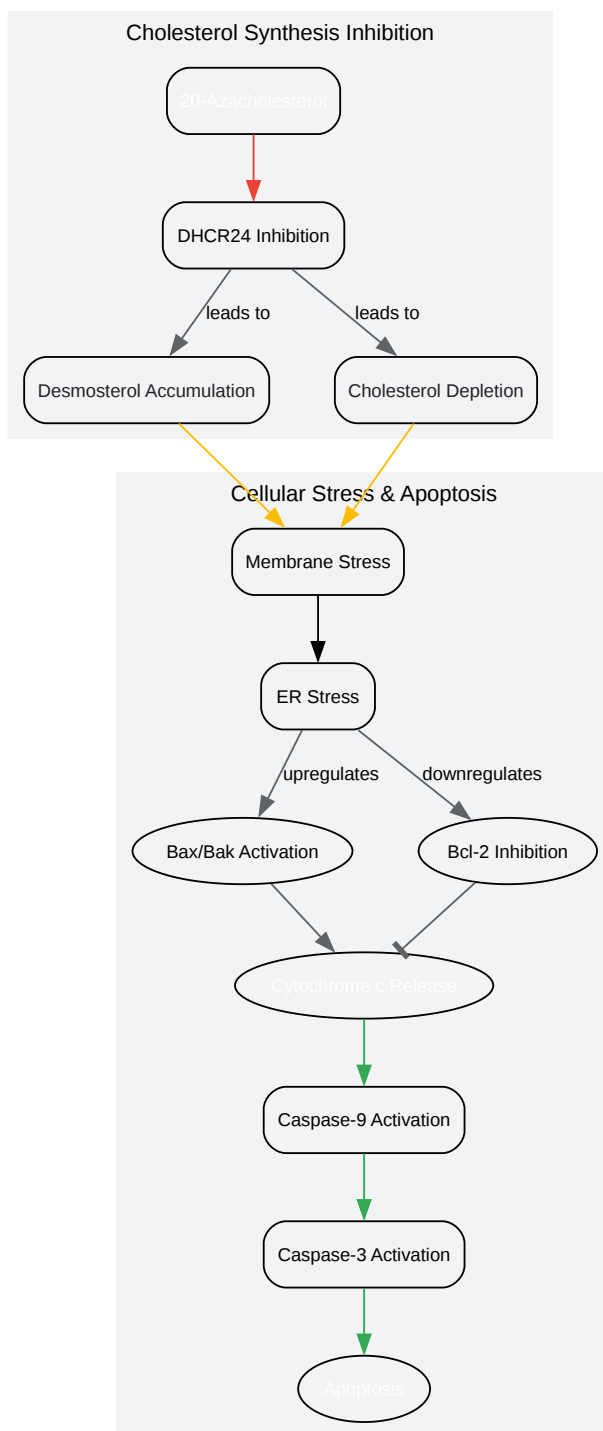 Cholesterol Synthesis Inhibition
20-Azacholesterol
DHCR24 Inhibition
leads to
leads to
Desmosterol Accumulation
Cholesterol Depletion
Cellular Stress & Apoptosis
Membrane Stress
ER Stress
upregulates
downregulates
Bax/Bak Activation
Bcl-2 Inhibition
Cytochrome c Release
Caspase-9 Activation
Caspase-3 Activation
Apoptosis